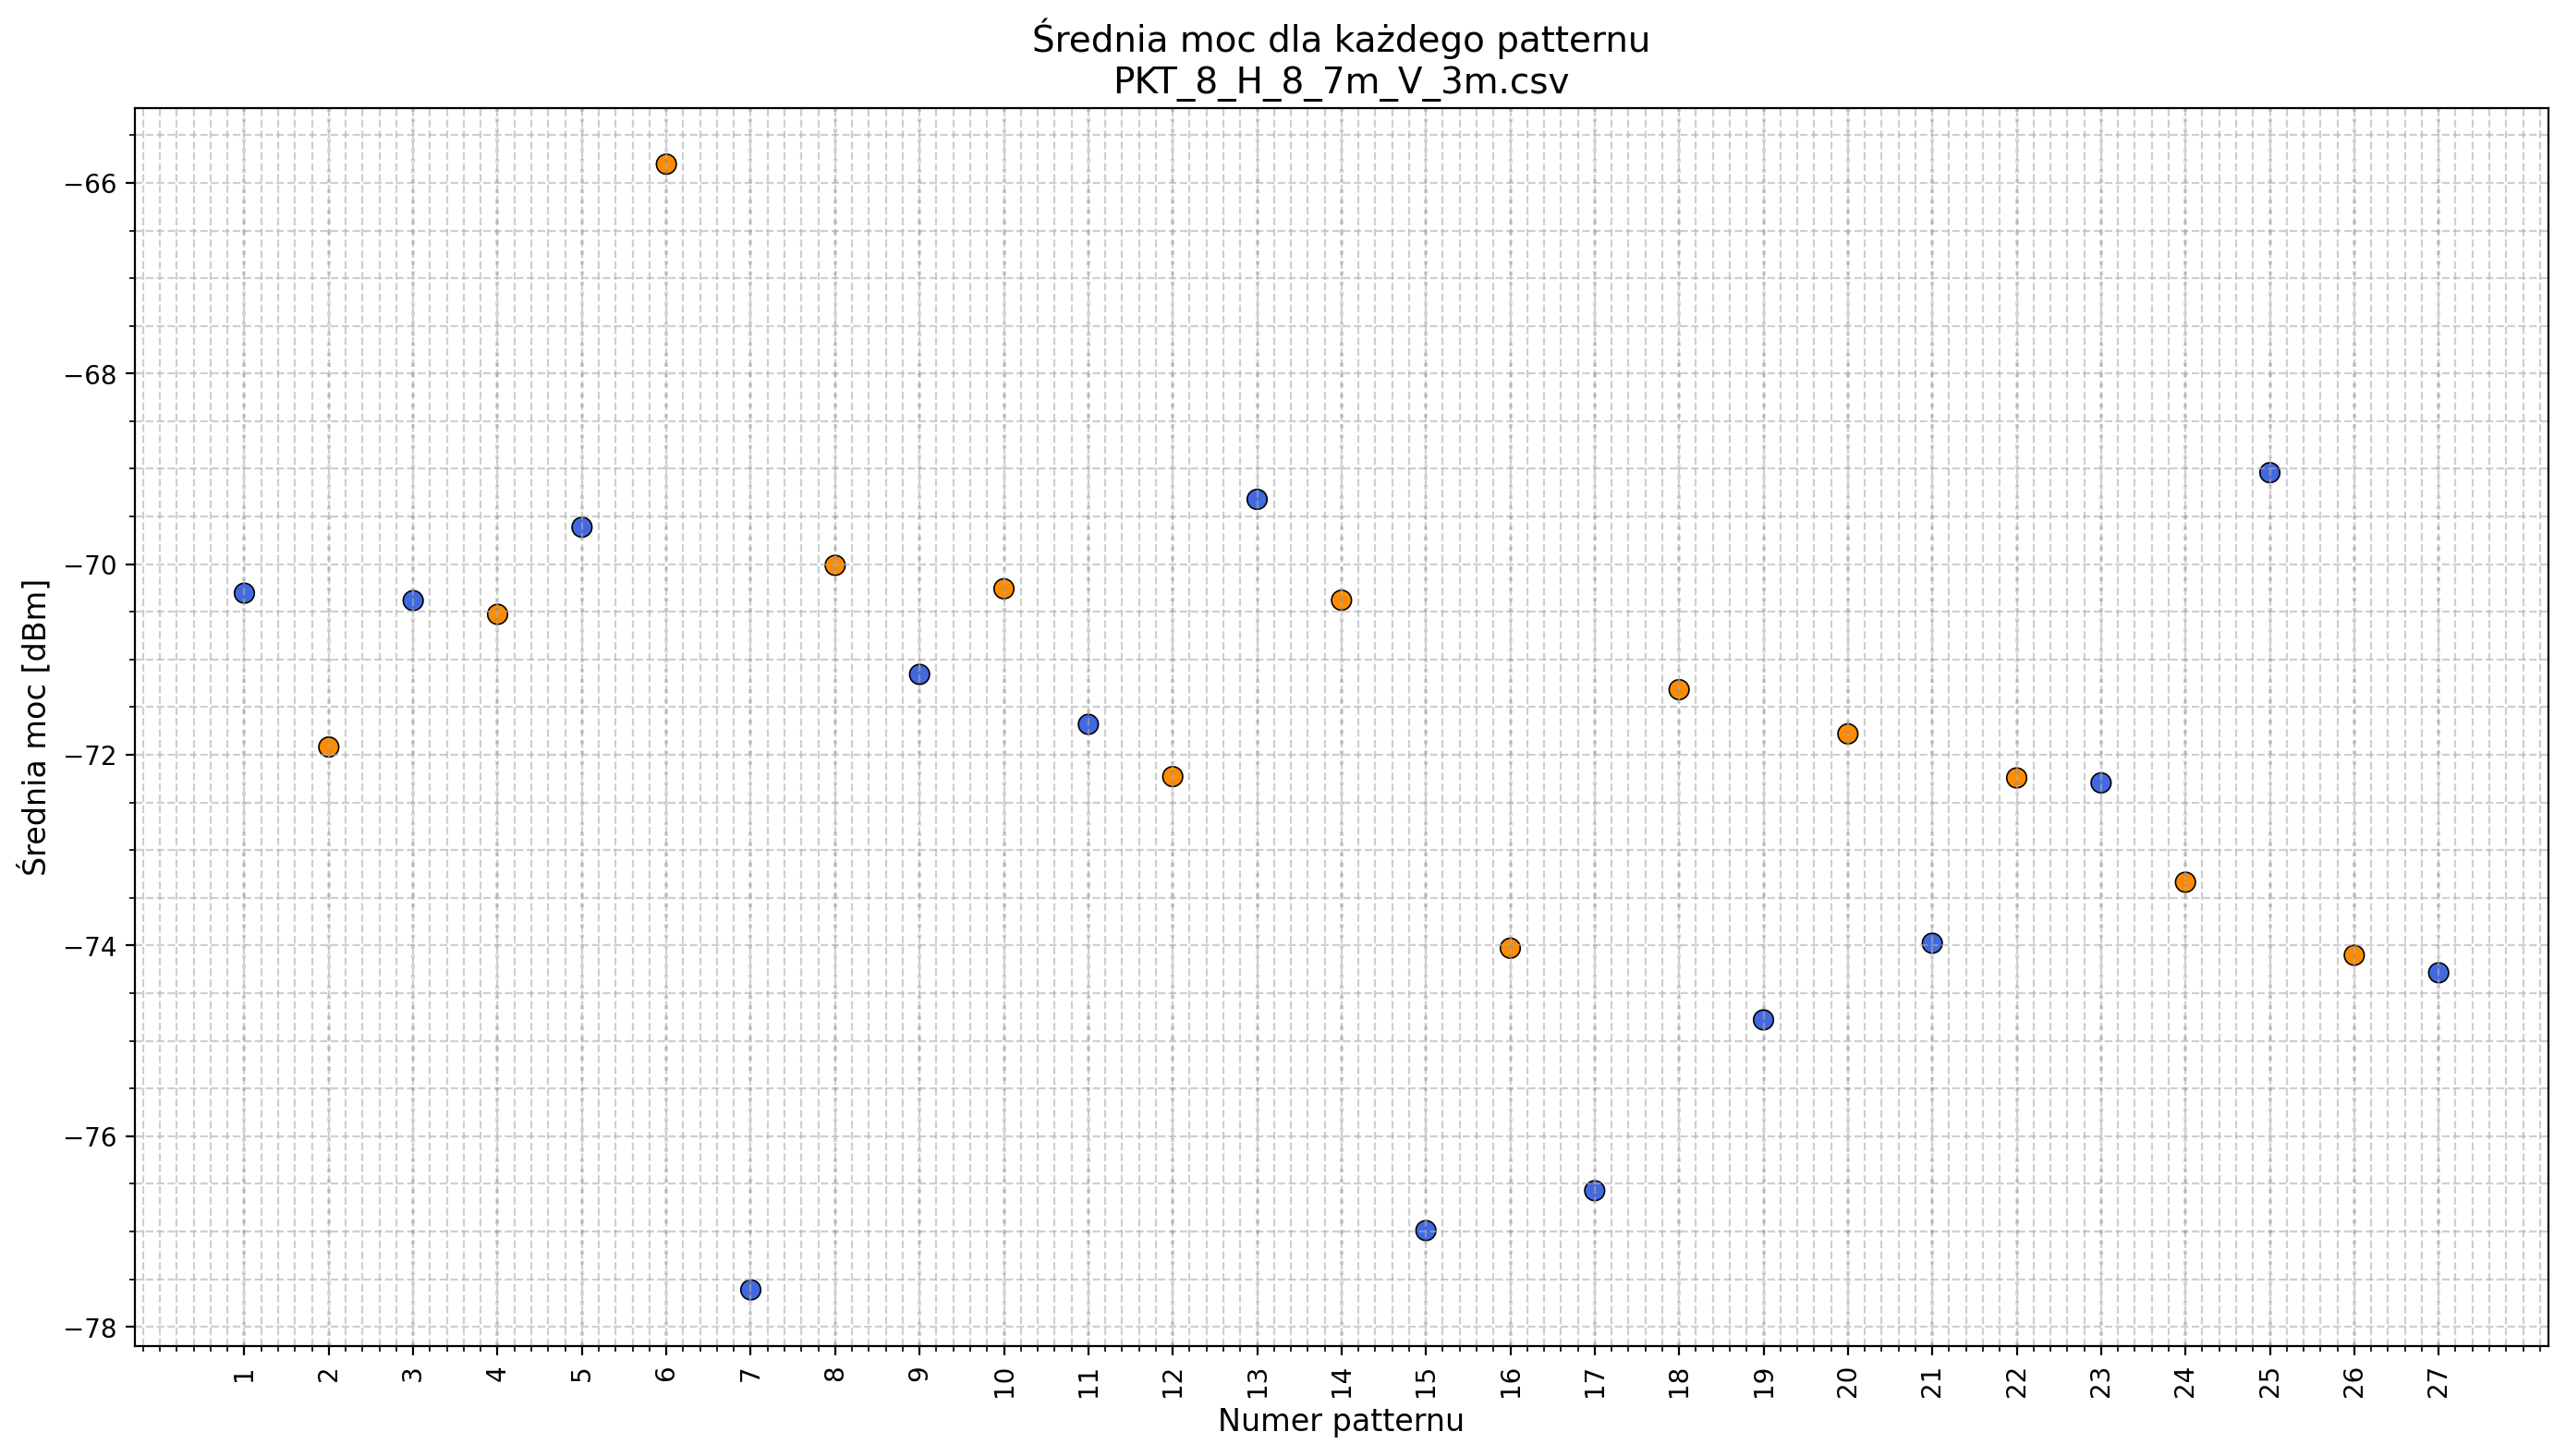 Średnia moc dla każdego patternu
PKT_8_H_8_7m_V_3m.csv
Średnia moc [dBm]
−66
−68
−70
−72
−74
−76
−78
1 2 3 4 5 6 7 8 9 10 11 12 13 14 15 16 17 18 19 20 21 22 23 24 25 26 27
Numer patternu